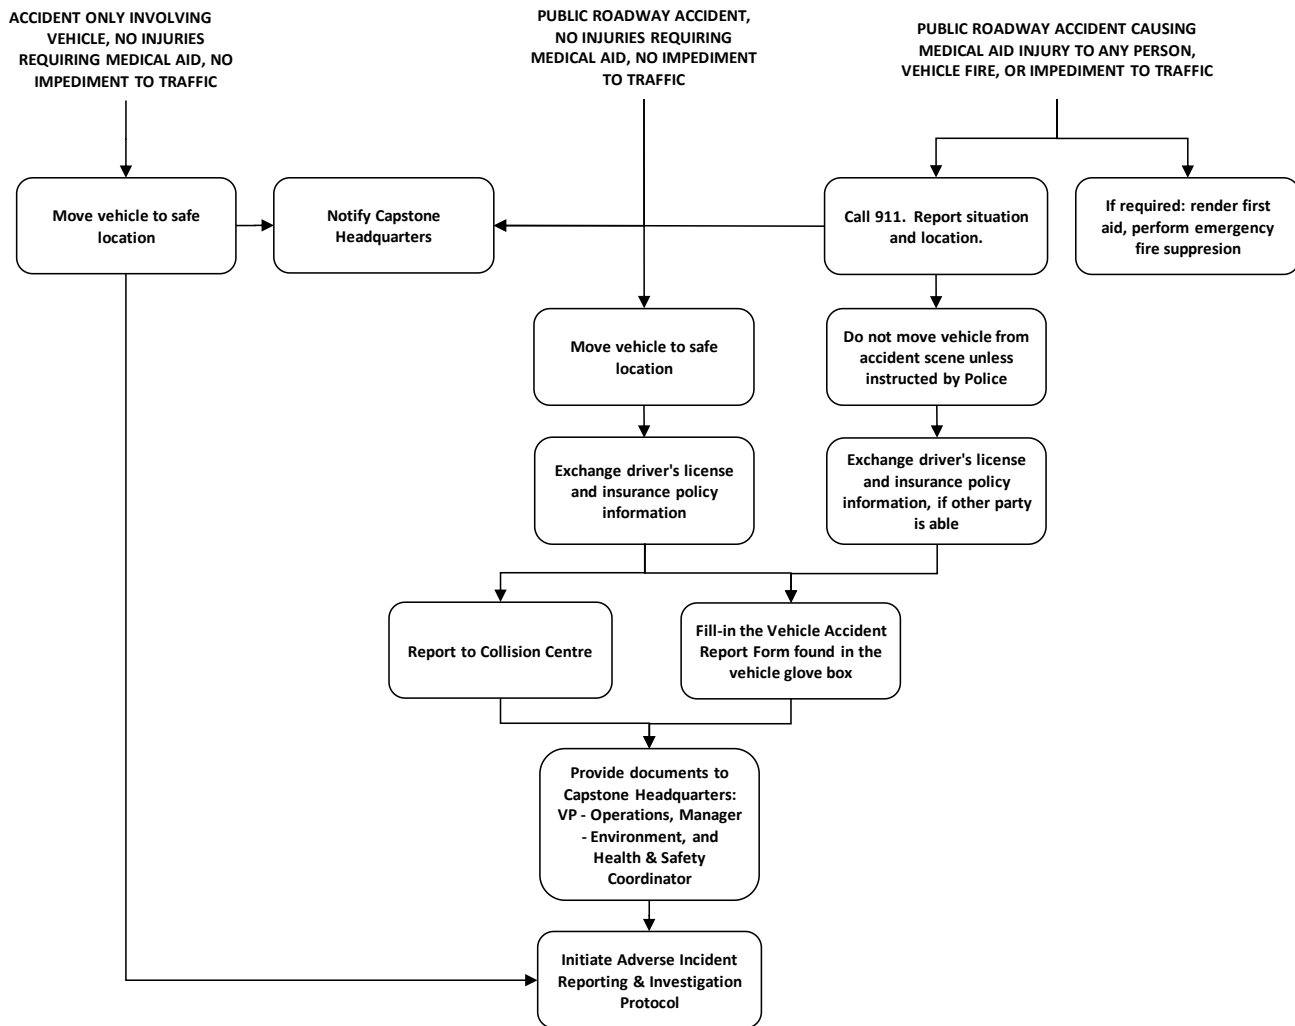 ACCIDENT ONLY INVOLVING
VEHICLE, NO INJURIES
REQUIRING MEDICAL AID, NO
IMPEDIMENT TO TRAFFIC
PUBLIC ROADWAY ACCIDENT,
NO INJURIES REQUIRING
MEDICAL AID, NO IMPEDIMENT
TO TRAFFIC
PUBLIC ROADWAY ACCIDENT CAUSING
MEDICAL AID INJURY TO ANY PERSON,
VEHICLE FIRE, OR IMPEDIMENT TO TRAFFIC
Move vehicle to safe
location
Notify Capstone
Headquarters
Call 911.  Report situation
and location.
If required: render first
aid, perform emergency
fire suppresion
Move vehicle to safe
location
Do not move vehicle from
accident scene unless
instructed by Police
Exchange driver's license
and insurance policy
information
Exchange driver's license
and insurance policy
information, if other party
is able
Report to Collision Centre
Fill-in the Vehicle Accident
Report Form found in the
vehicle glove box
Provide documents to
Capstone Headquarters:
VP - Operations, Manager
- Environment, and
Health & Safety
Coordinator
Initiate Adverse Incident
Reporting & Investigation
Protocol